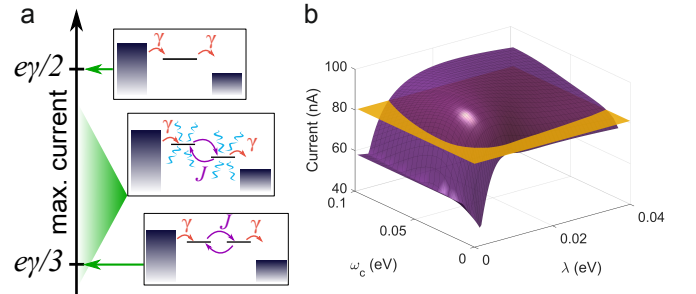 a
max. current
eγ/2
eγ/3
γ
γ
γ
γ
J
γ
γ
J
b
Current (nA)
100
80
60
40
0.1
0.05
0
ω_c (eV)
0
0.02
0.04
λ (eV)